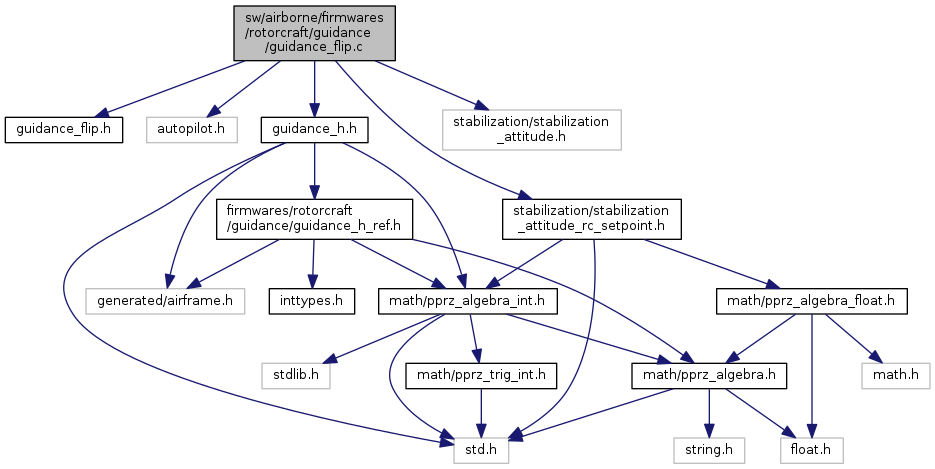 sw/airborne/firmwares
/rotorcraft/guidance
/guidance_flip.c
guidance_flip.h
autopilot.h
guidance_h.h
stabilization/stabilization
_attitude.h
firmwares/rotorcraft
/guidance/guidance_h_ref.h
stabilization/stabilization
_attitude_rc_setpoint.h
generated/airframe.h
inttypes.h
math/pprz_algebra_int.h
math/pprz_algebra_float.h
stdlib.h
math/pprz_trig_int.h
math/pprz_algebra.h
math.h
std.h
string.h
float.h